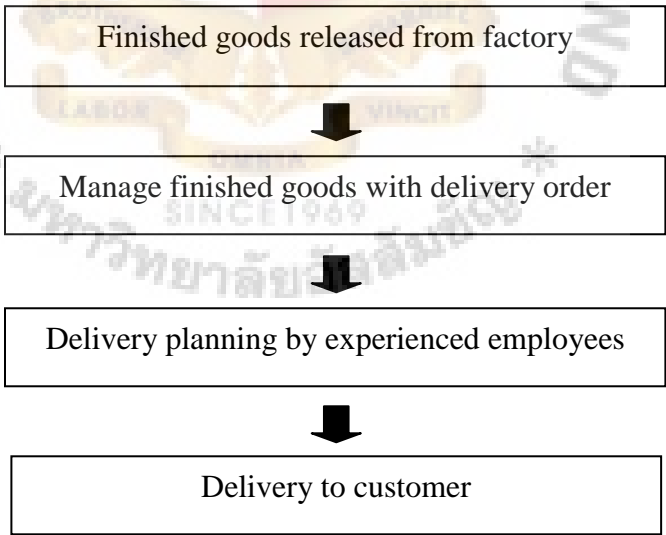 Finished goods released from factory
LABOR
VINCIT
OMNIA
Manage finished goods with delivery order
SINCE1969
Delivery planning by experienced employees
Delivery to customer